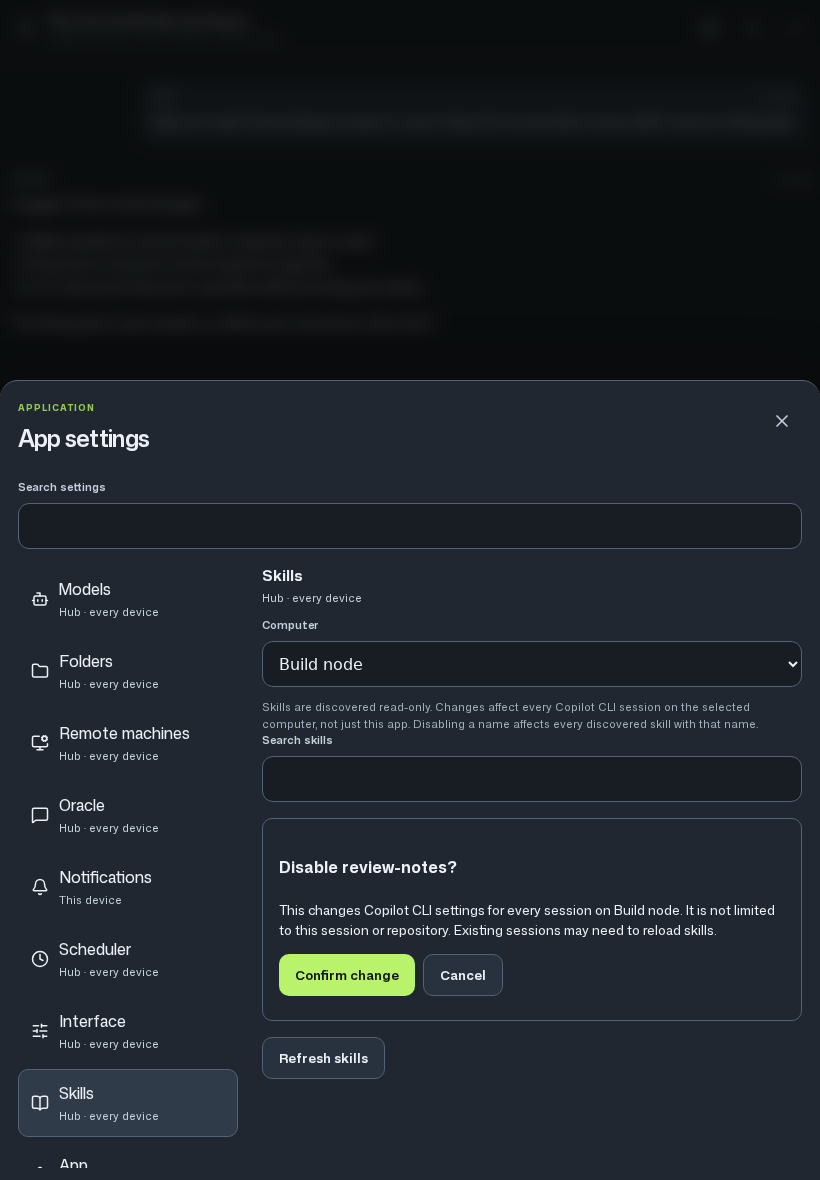 APPLICATION
App settings
Search settings
Models
Hub · every device
Folders
Hub · every device
Remote machines
Hub · every device
Oracle
Hub · every device
Notifications
This device
Scheduler
Hub · every device
Interface
Hub · every device
Skills
Hub · every device
App
Skills
Hub · every device
Computer
Build node
Skills are discovered read-only. Changes affect every Copilot CLI session on the selected
computer, not just this app. Disabling a name affects every discovered skill with that name.
Search skills
Disable review-notes?
This changes Copilot CLI settings for every session on Build node. It is not limited
to this session or repository. Existing sessions may need to reload skills.
Confirm change
Cancel
Refresh skills